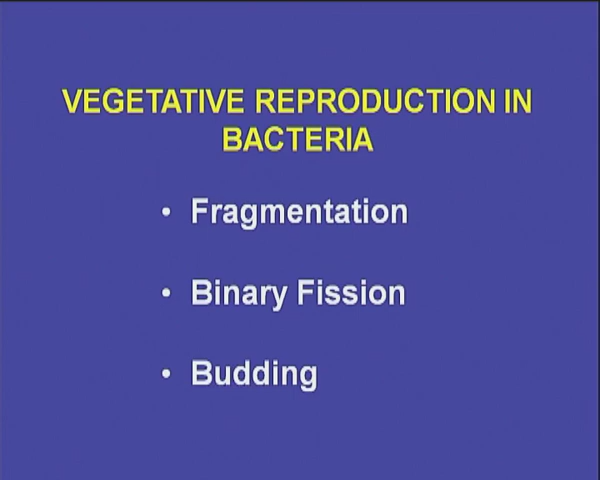 VEGETATIVE REPRODUCTION IN
BACTERIA
• Fragmentation
• Binary Fission
• Budding